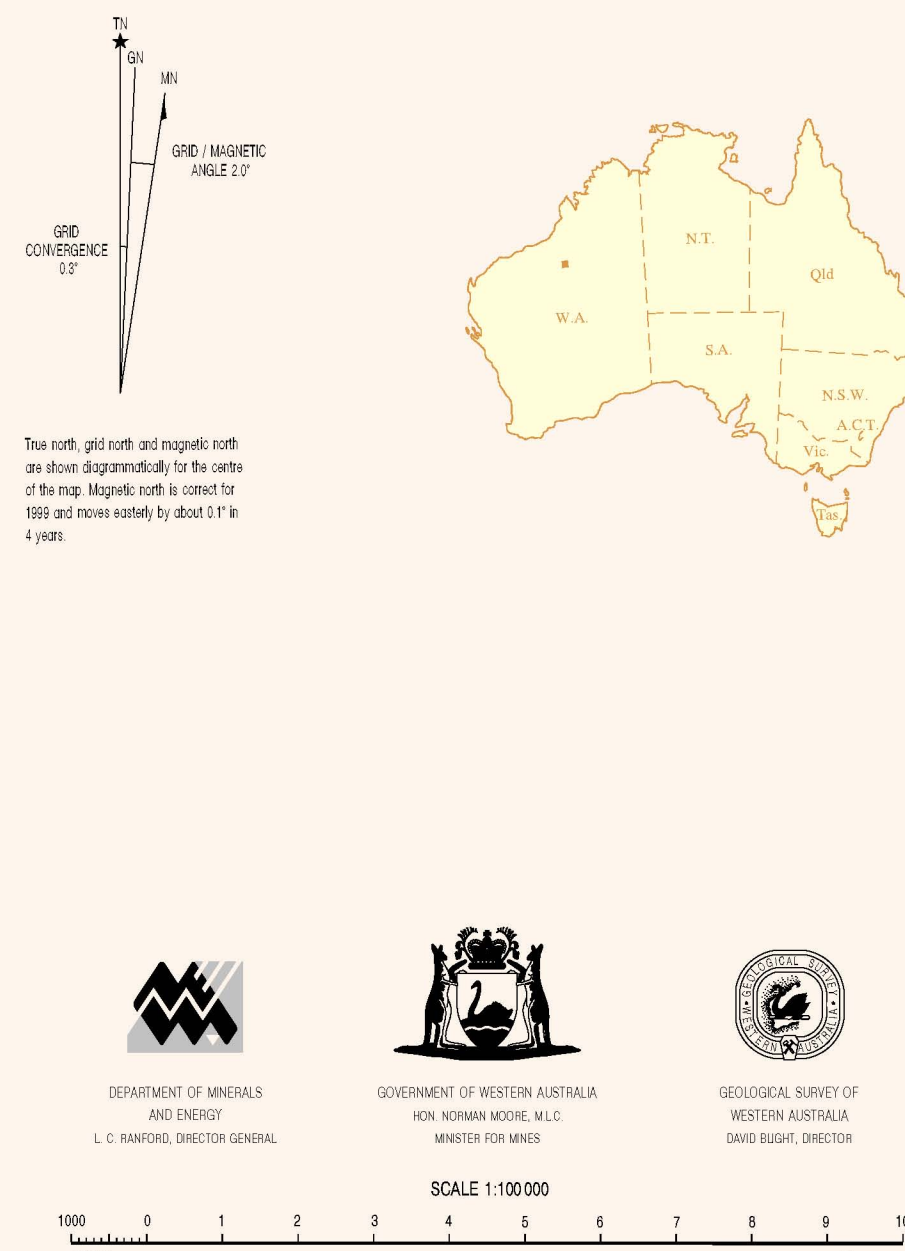 TN
GN
MN
GRID / MAGNETIC
ANGLE 2.0°
GRID
CONVERGENCE
0.3°
True north, grid north and magnetic north
are shown diagrammatically for the centre
of the map. Magnetic north is correct for
1999 and moves easterly by about 0.1° in
4 years.
N.T.
Qld
W.A.
S.A.
N.S.W.
A.C.T.
Vic.
Tas.
GEOLOGICAL SURVEY
WESTERN AUSTRALIA
DEPARTMENT OF MINERALS
AND ENERGY
L. C. RANFORD, DIRECTOR GENERAL
GOVERNMENT OF WESTERN AUSTRALIA
HON. NORMAN MOORE, M.L.C.
MINISTER FOR MINES
GEOLOGICAL SURVEY OF
WESTERN AUSTRALIA
DAVID BLIGHT, DIRECTOR
SCALE 1:100 000
1000 0 1 2 3 4 5 6 7 8 9 10